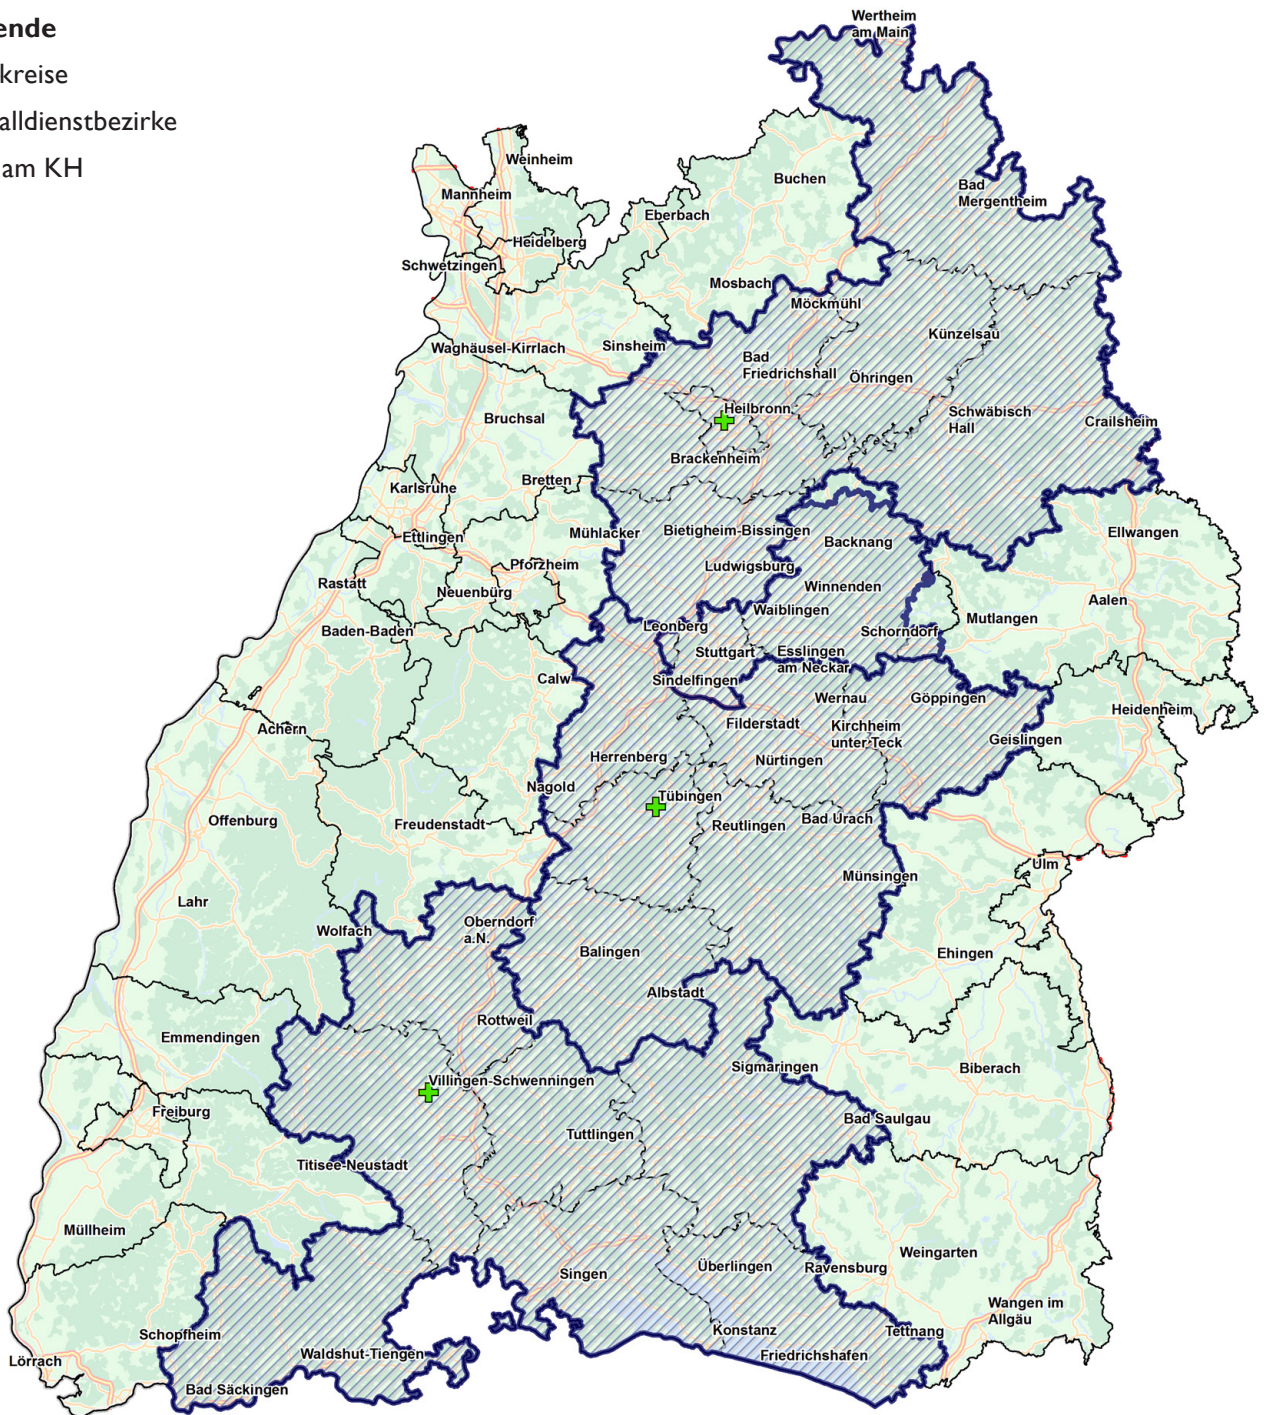 ende
kreise
alldienstbezirke
am KH
Wertheim
am Main
Weinheim
Mannheim
Buchen
Bad
Mergentheim
Eberbach
Heidelberg
Schwetzingen
Mosbach
Möckmühl
Künzelsau
Waghäusel-Kirrlach
Sinsheim
Bad
Friedrichshall
Öhringen
Bruchsal
Heilbronn
Schwäbisch
Hall
Crailsheim
Brackenheim
Karlsruhe
Bretten
Ettlingen
Mühlacker
Bietigheim-Bissingen
Backnang
Ellwangen
Pforzheim
Ludwigsburg
Rastatt
Neuenbürg
Winnenden
Aalen
Waiblingen
Mutlangen
Baden-Baden
Leonberg
Schorndorf
Stuttgart
Esslingen
am Neckar
Calw
Sindelfingen
Wernau
Göppingen
Heidenheim
Achern
Filderstadt
Kirchheim
unter Teck
Geislingen
Herrenberg
Nürtingen
Nagold
Tübingen
Offenburg
Freudenstadt
Reutlingen
Bad Urach
Ulm
Münsingen
Lahr
Wolfach
Oberndorf
a.N.
Balingen
Ehingen
Albstadt
Rottweil
Emmendingen
Sigmaringen
Biberach
Villingen-Schwenningen
Freiburg
Bad Saulgau
Tuttlingen
Titisee-Neustadt
Müllheim
Weingarten
Überlingen
Ravensburg
Singen
Wangen im
Allgäu
Schopfheim
Konstanz
Tettnang
Lörrach
Waldshut-Tiengen
Friedrichshafen
Bad Säckingen